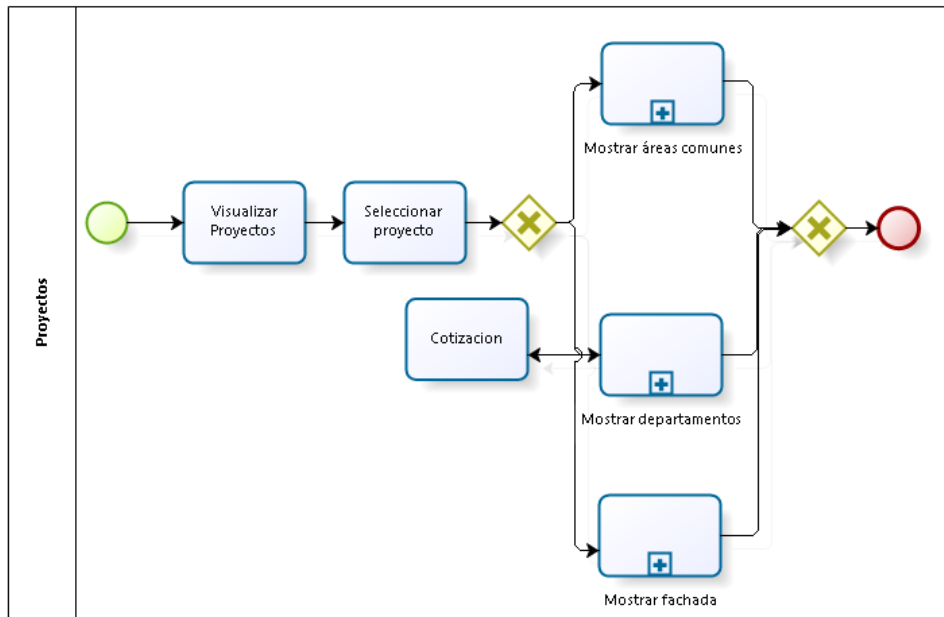 Proyectos
Visualizar
Proyectos
Seleccionar
proyecto
Mostrar áreas comunes
Cotizacion
Mostrar departamentos
Mostrar fachada